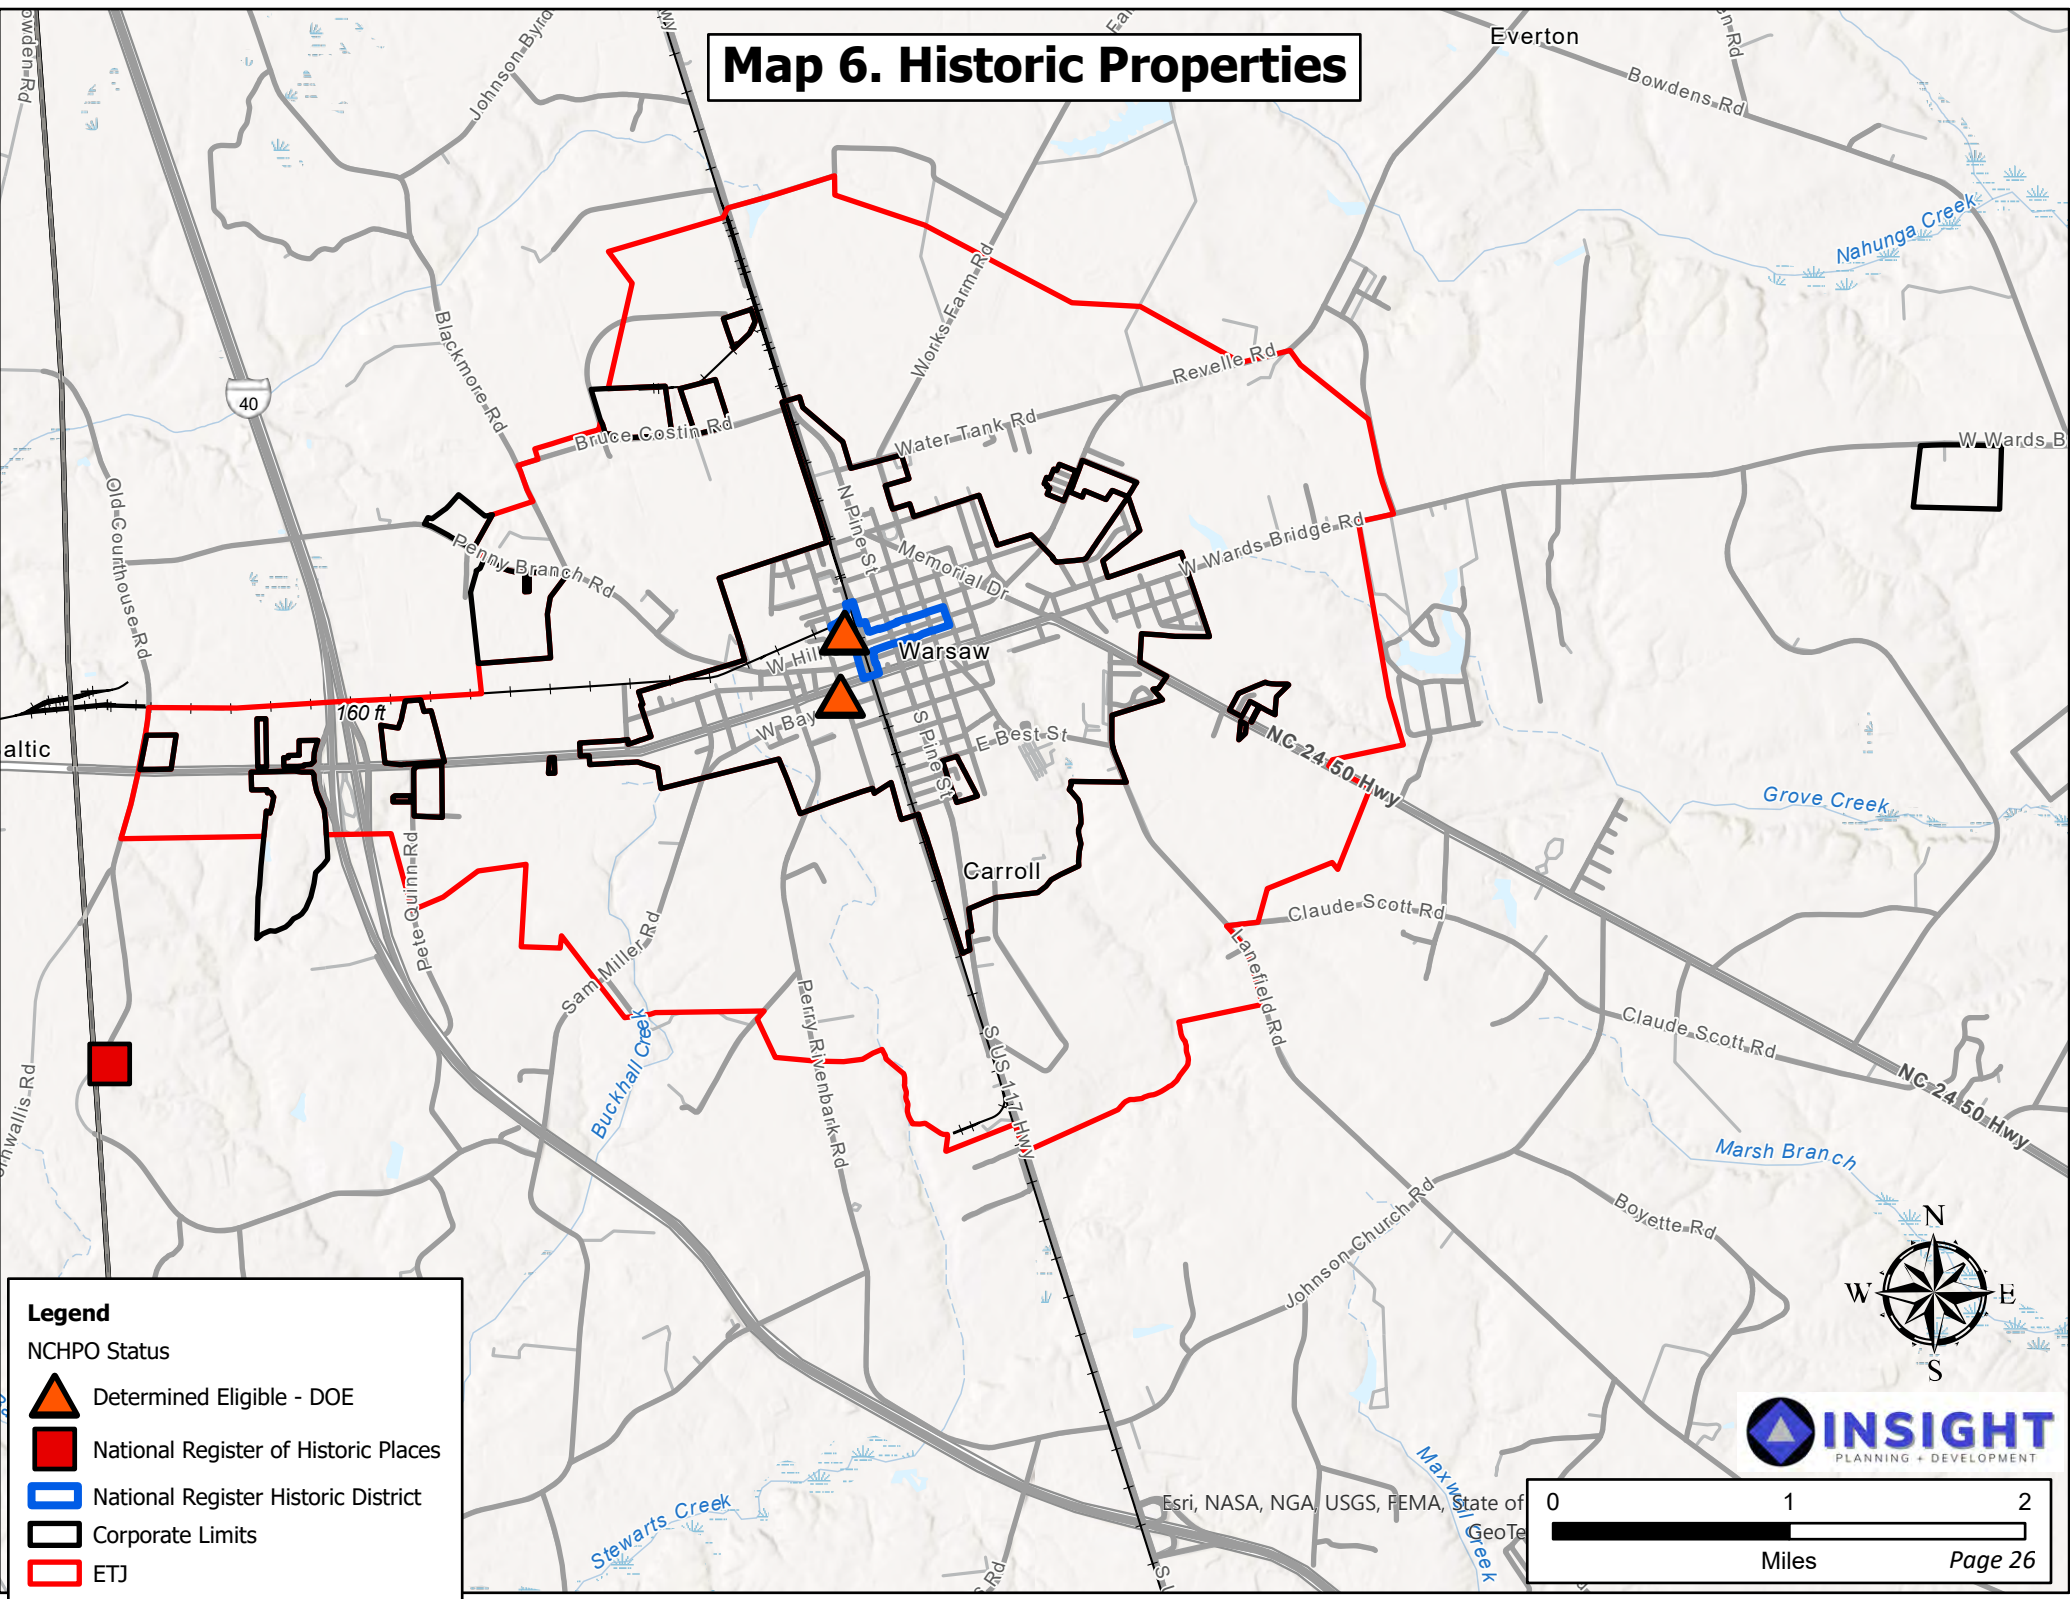 Map 6. Historic Properties
Everton
Bowdens Rd
Johnson Byrd
Nahunga Creek
Works Farm Rd
Blackmore Rd
40
Revelle Rd
Water Tank Rd
Bruce Costin Rd
W Wards B
Old Courthouse Rd
N Pine St
Memorial Dr
W Wards Bridge Rd
Penny Branch Rd
Warsaw
W Hill
160 ft
W Bay
S Pine St
E Best St
NC 24 50 Hwy
altic
Grove Creek
Carroll
Pete Quinn Rd
Claude Scott Rd
Sam Miller Rd
Lanefield Rd
Perry Rivenbark Rd
S US 117 Hwy
Buckhall Creek
Claude Scott Rd
NC 24 50 Hwy
rnwallis Rd
Marsh Branch
Boyette Rd
Johnson Church Rd
N
W
E
S
Legend
NCHPO Status
Determined Eligible - DOE
National Register of Historic Places
National Register Historic District
Corporate Limits
ETJ
Stewarts Creek
Maxwell Creek
INSIGHT
PLANNING + DEVELOPMENT
Esri, NASA, NGA, USGS, FEMA, State of
GeoTe
0 1 2
Miles
Page 26